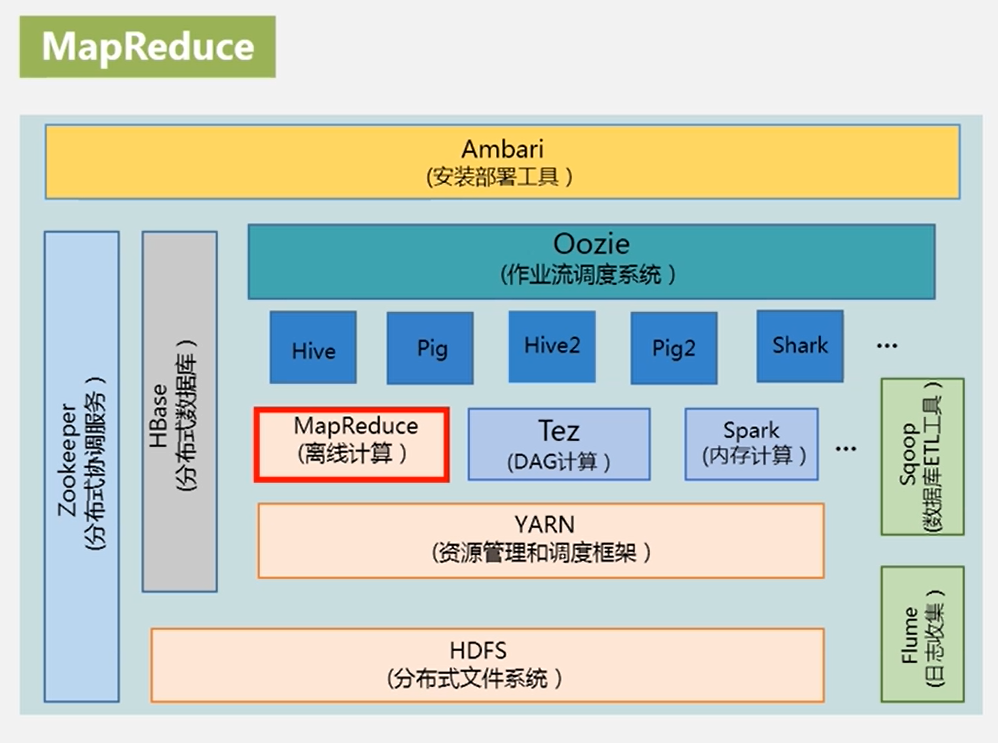 MapReduce
Ambari
(安装部署工具)
Zookeeper
(分布式协调服务)
HBase
(分布式数据库)
Oozie
(作业流调度系统)
Hive
Pig
Hive2
Pig2
Shark
...
MapReduce
(离线计算)
Tez
(DAG计算)
Spark
(内存计算)
...
Sqoop
(数据库ETL工具)
YARN
(资源管理和调度框架)
Flume
(日志收集)
HDFS
(分布式文件系统)